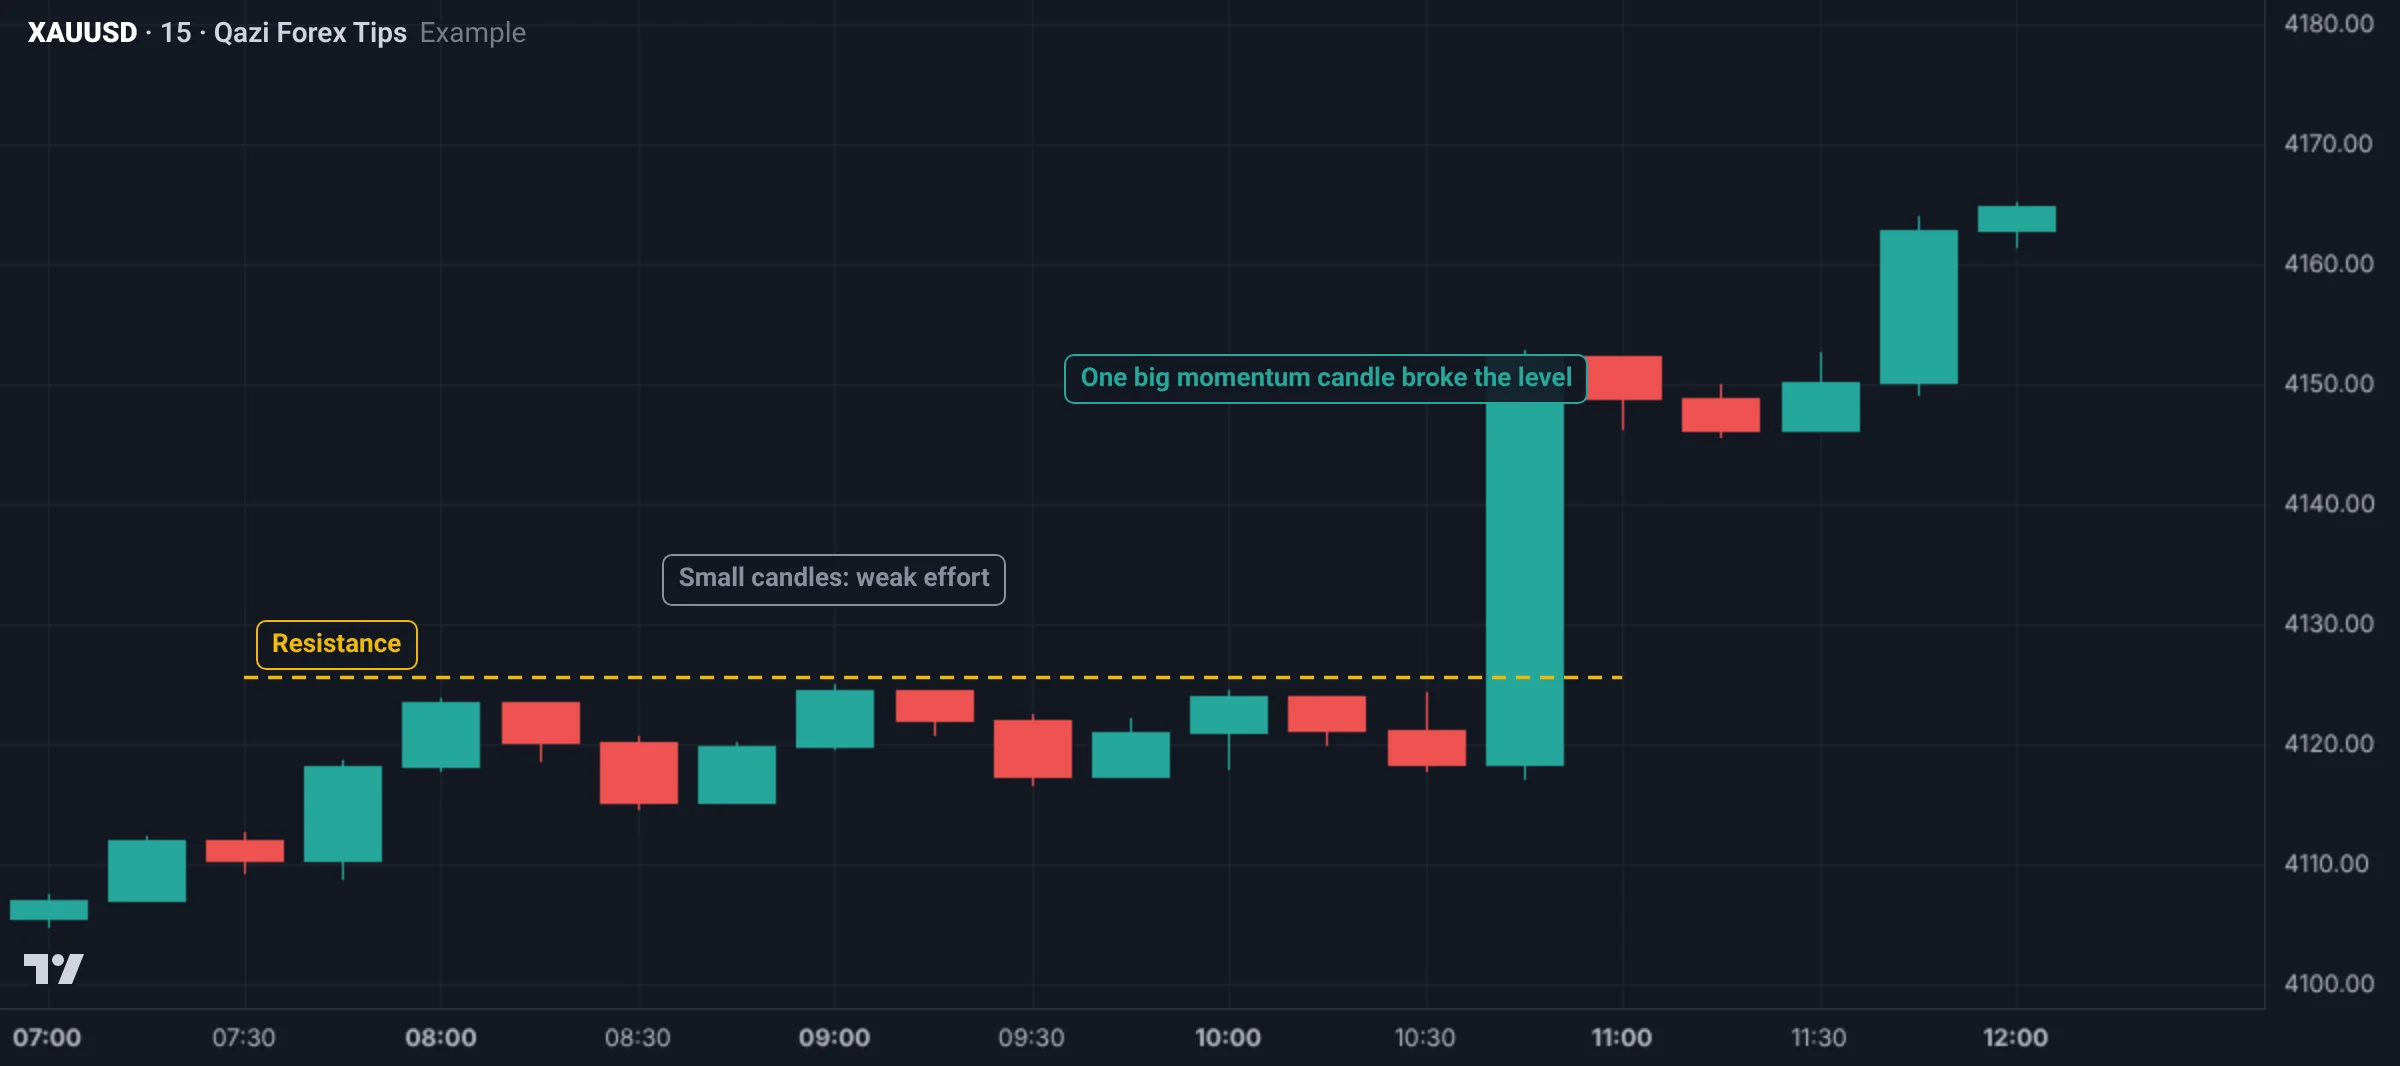 XAUUSD · 15 · Qazi Forex Tips Example
4180.00
4170.00
4160.00
4150.00
One big momentum candle broke the level
4140.00
Small candles: weak effort
4130.00
Resistance
4120.00
4110.00
4100.00
07:00 07:30 08:00 08:30 09:00 09:30 10:00 10:30 11:00 11:30 12:00